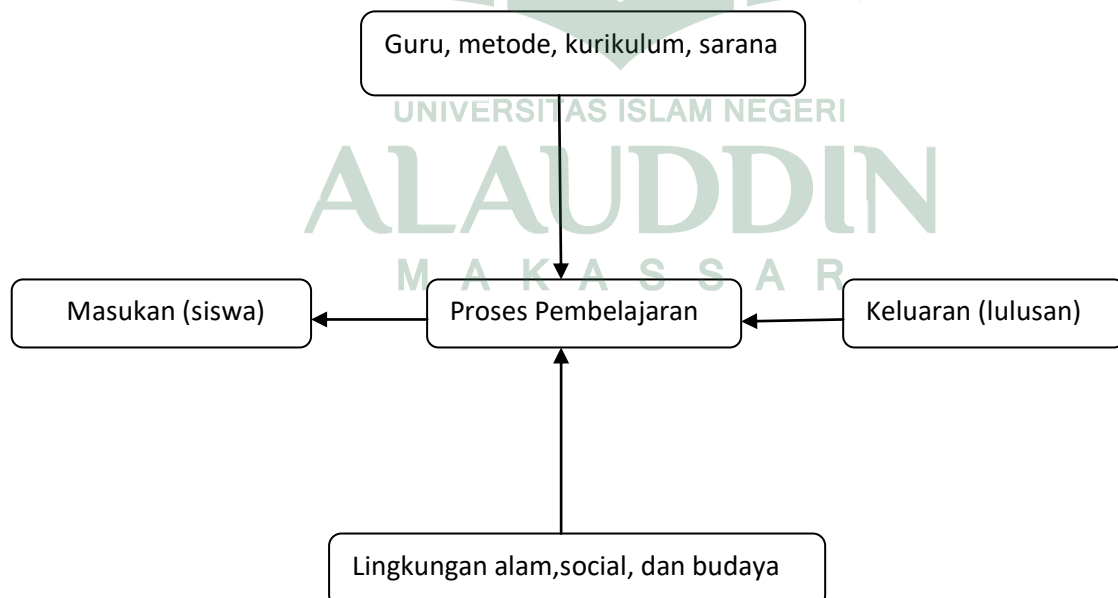 Guru, metode, kurikulum, sarana
UNIVERSITAS ISLAM NEGERI
ALAUDDIN
MAKASSAR
Masukan (siswa)
Proses Pembelajaran
Keluaran (lulusan)
Lingkungan alam,social, dan budaya